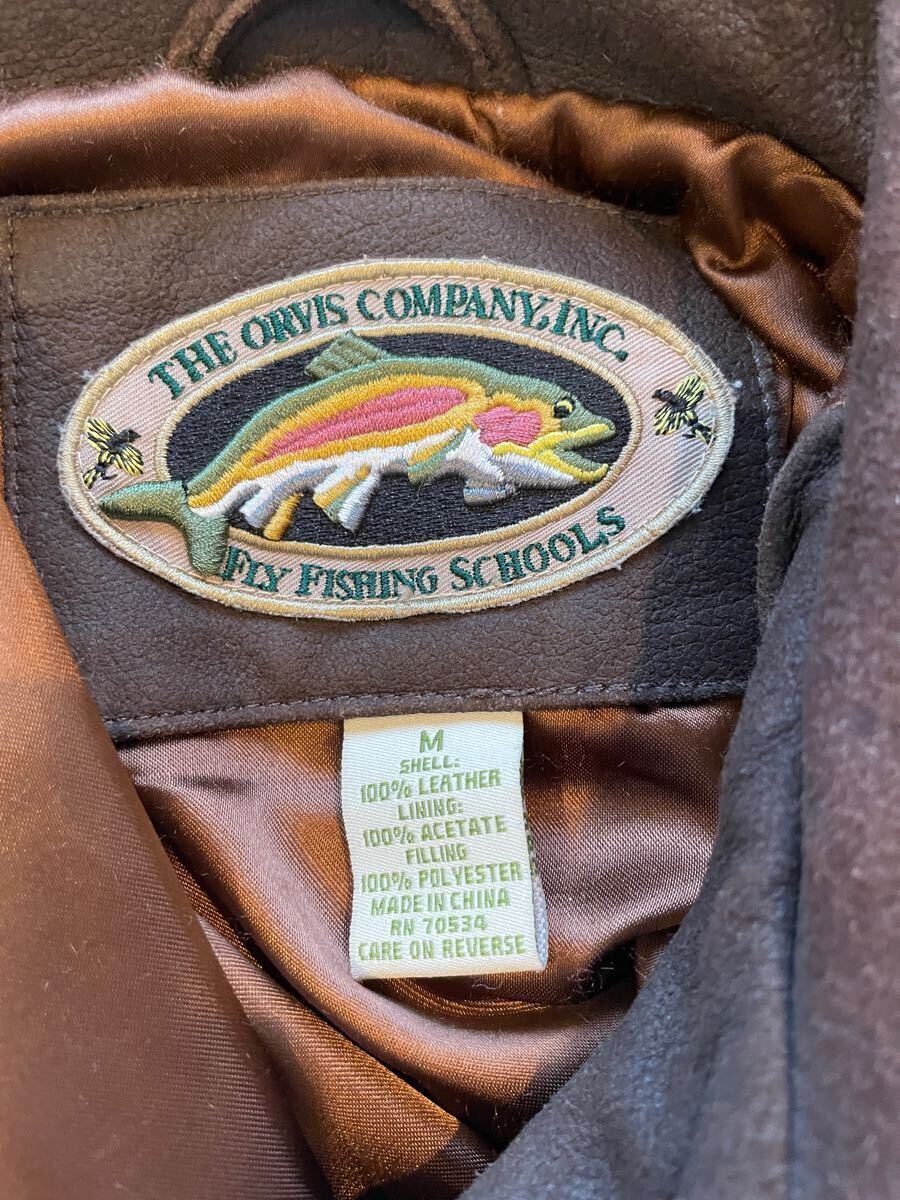 THE ORVIS COMPANY, INC.
FLY FISHING SCHOOLS
M
SHELL:
100% LEATHER
LINING:
100% ACETATE
FILLING
100% POLYESTER
MADE IN CHINA
RN 70534
CARE ON REVERSE